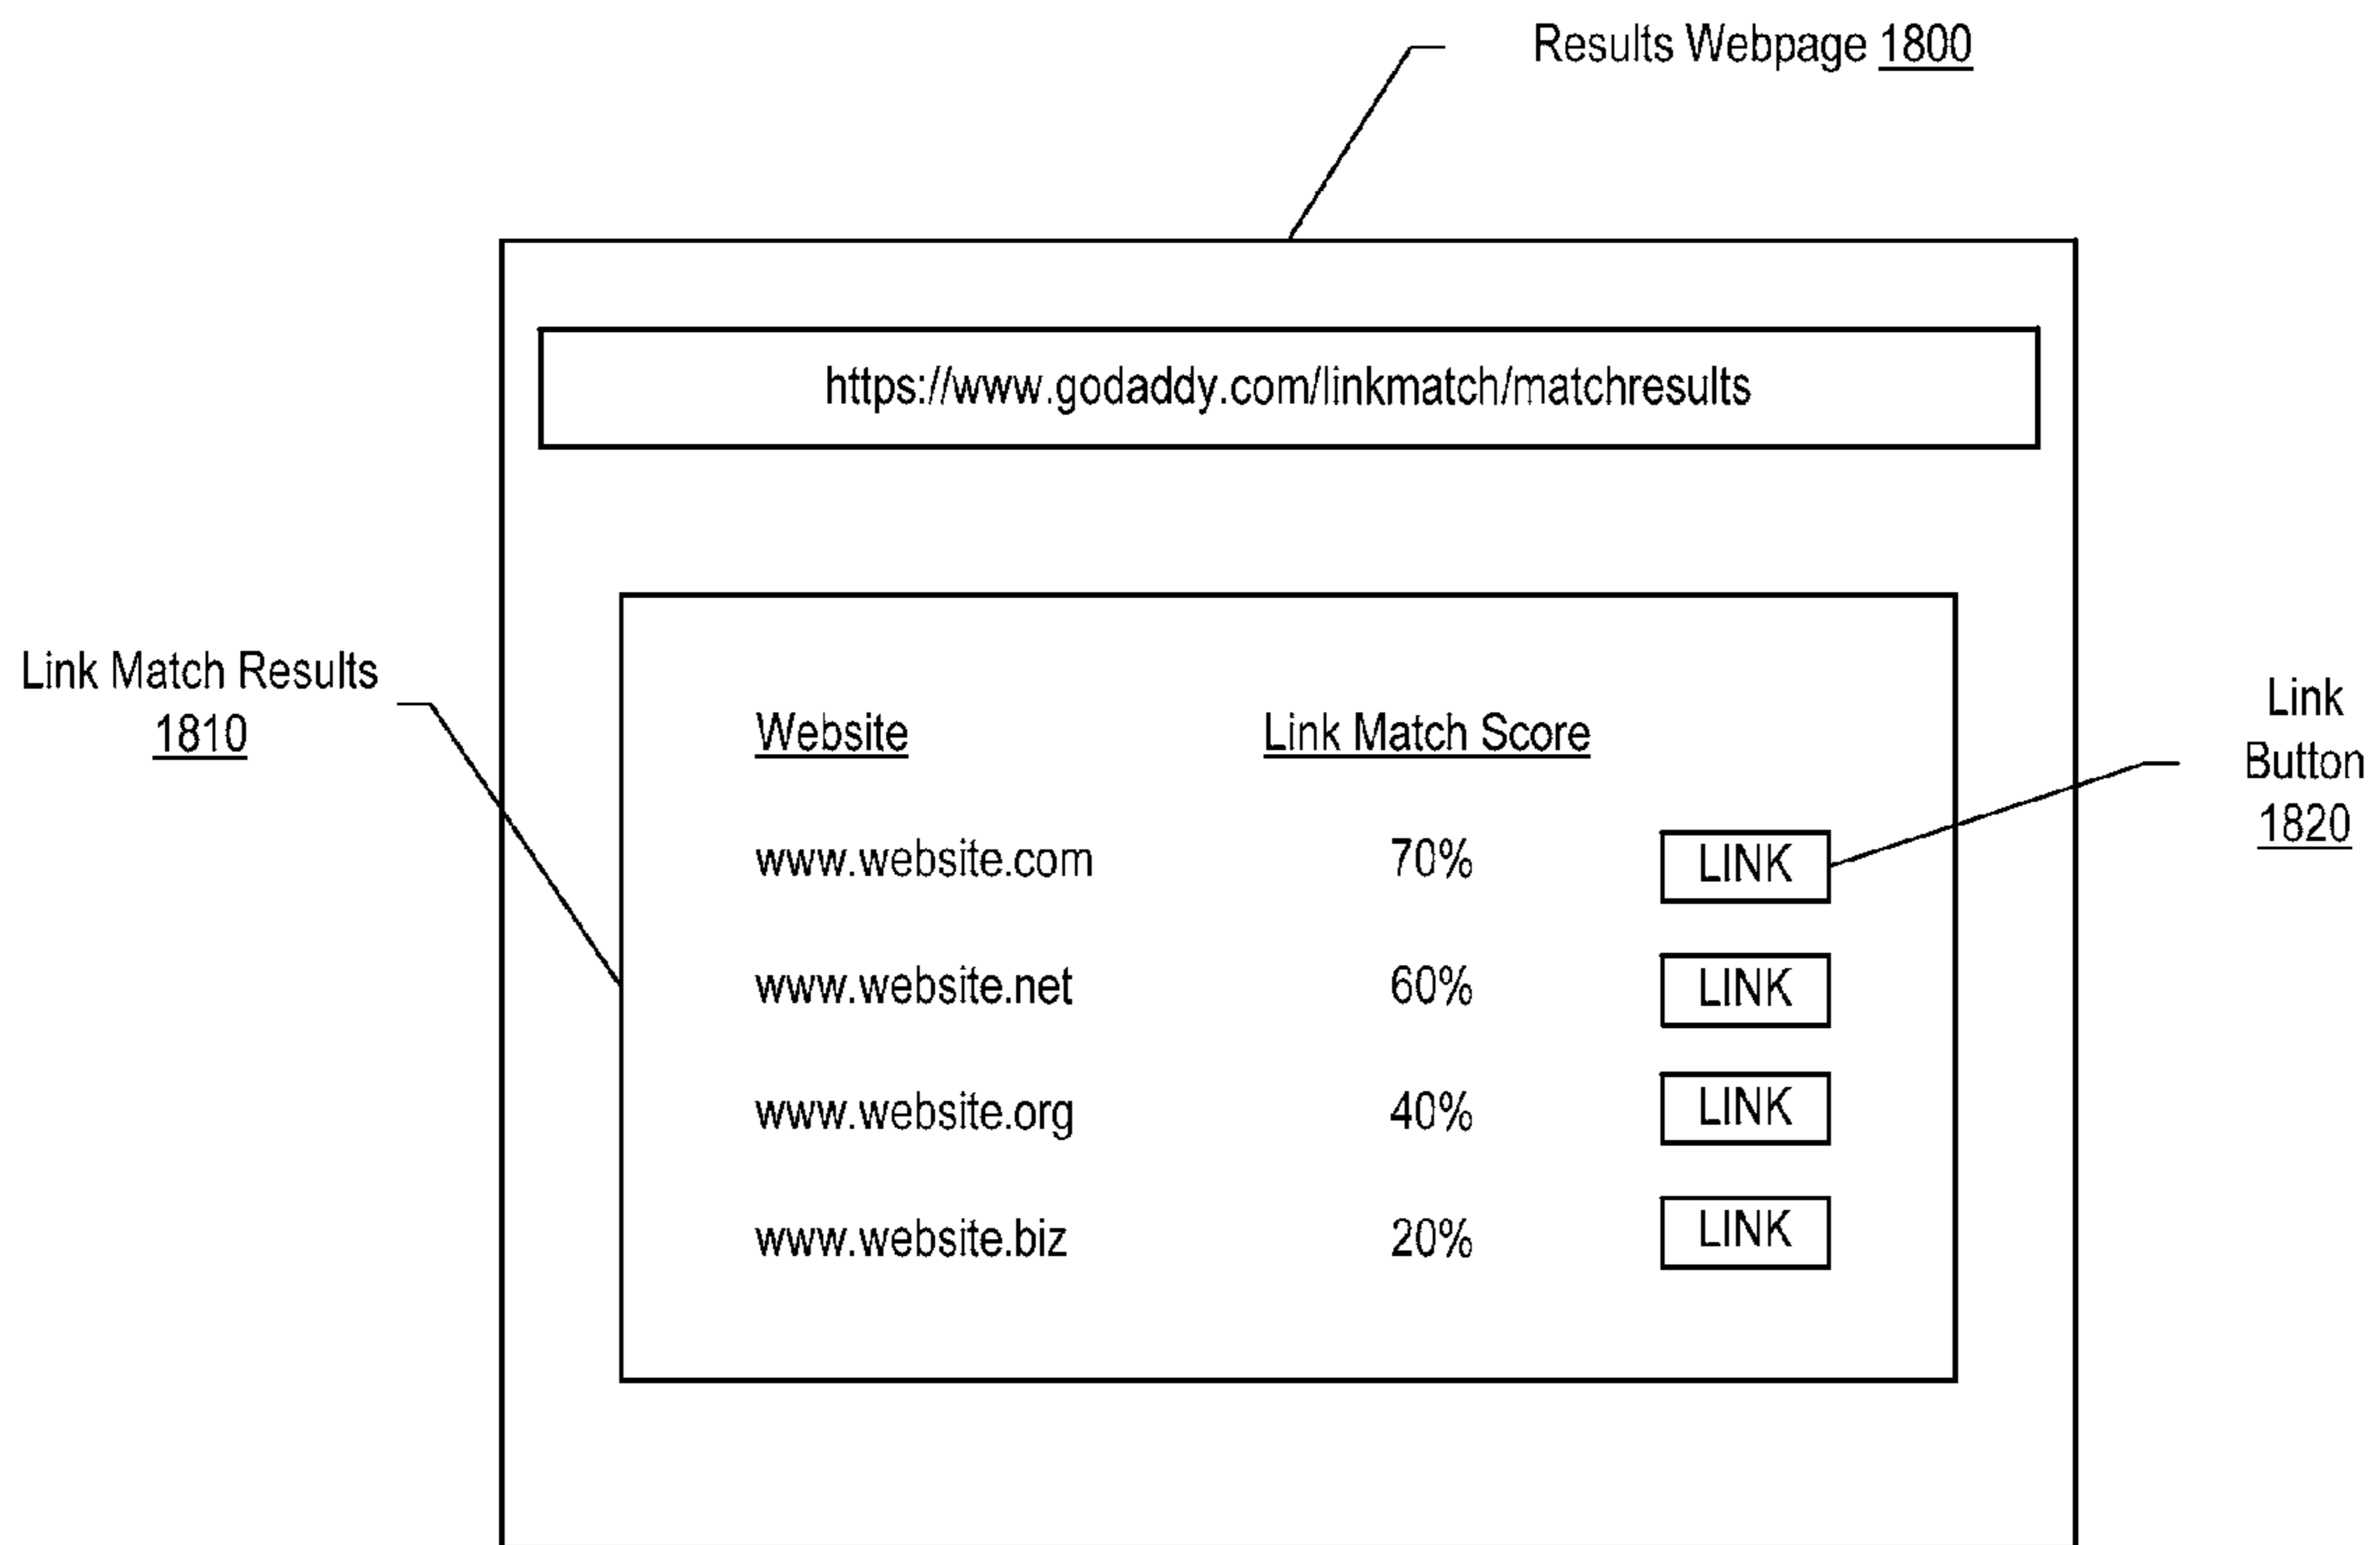 Results Webpage 1800
https://www.godaddy.com/linkmatch/matchresults
Link Match Results
1810
Website Link Match Score
www.website.com 70% LINK
www.website.net 60% LINK
www.website.org 40% LINK
www.website.biz 20% LINK
Link
Button
1820